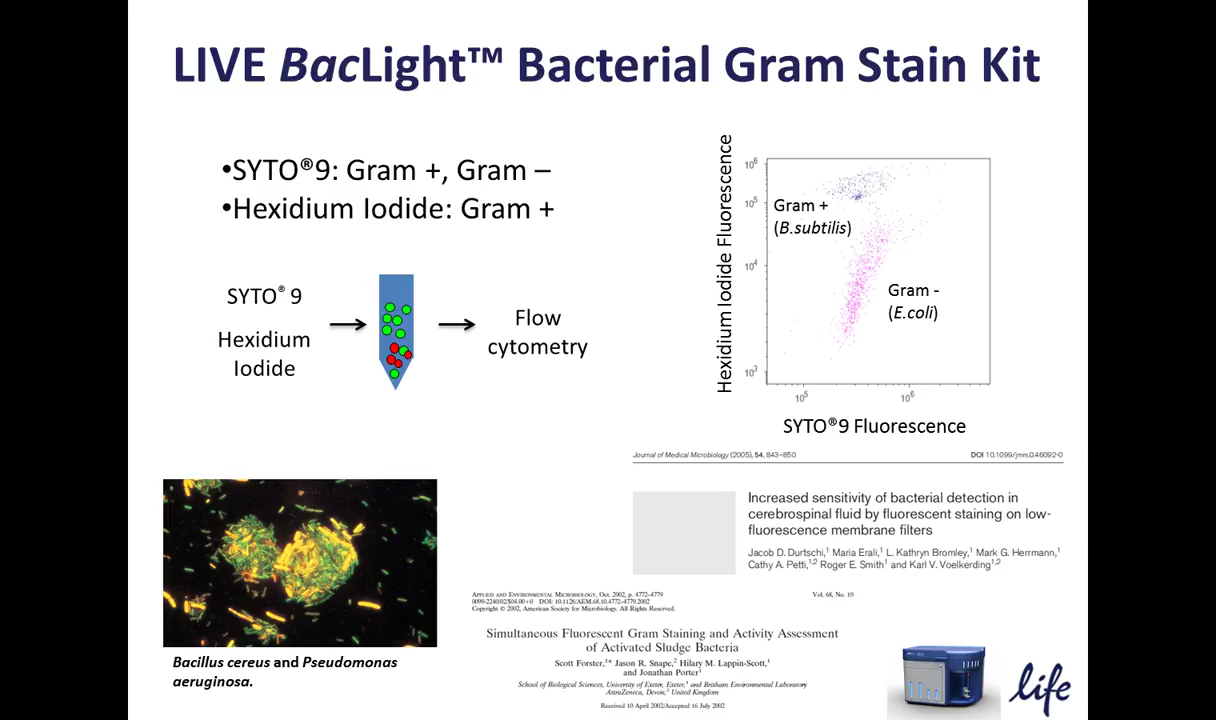 LIVE BacLight™ Bacterial Gram Stain Kit
•SYTO®9: Gram +, Gram –
•Hexidium Iodide: Gram +
SYTO® 9
Hexidium
Iodide
Flow
cytometry
Hexidium Iodide Fluorescence
10⁶
10⁵
10⁴
10³
Gram +
(B.subtilis)
Gram -
(E.coli)
10⁵
10⁶
SYTO®9 Fluorescence
Journal of Medical Microbiology (2005), 54, 843–850
DOI 10.1099/jmm.0.46092-0
Increased sensitivity of bacterial detection in
cerebrospinal fluid by fluorescent staining on low-
fluorescence membrane filters
Jacob D. Durtschi,¹ Maria Erali,¹ L. Kathryn Bromley,¹ Mark G. Herrmann,¹
Cathy A. Petti,¹,² Roger E. Smith¹ and Karl V. Voelkerding¹,²
Bacillus cereus and Pseudomonas
aeruginosa.
APPLIED AND ENVIRONMENTAL MICROBIOLOGY, Oct. 2002, p. 4772–4779
Vol. 68, No. 10
0099-2240/02/$04.00+0 DOI: 10.1128/AEM.68.10.4772–4779.2002
Copyright © 2002, American Society for Microbiology. All Rights Reserved.
Simultaneous Fluorescent Gram Staining and Activity Assessment
of Activated Sludge Bacteria
Scott Forster,¹* Jason R. Snape,² Hilary M. Lappin-Scott,¹
and Jonathan Porter¹
School of Biological Sciences, University of Exeter, Exeter,¹ and Brixham Environmental Laboratory
AstraZeneca, Devon,² United Kingdom
Received 10 April 2002/Accepted 16 July 2002
life